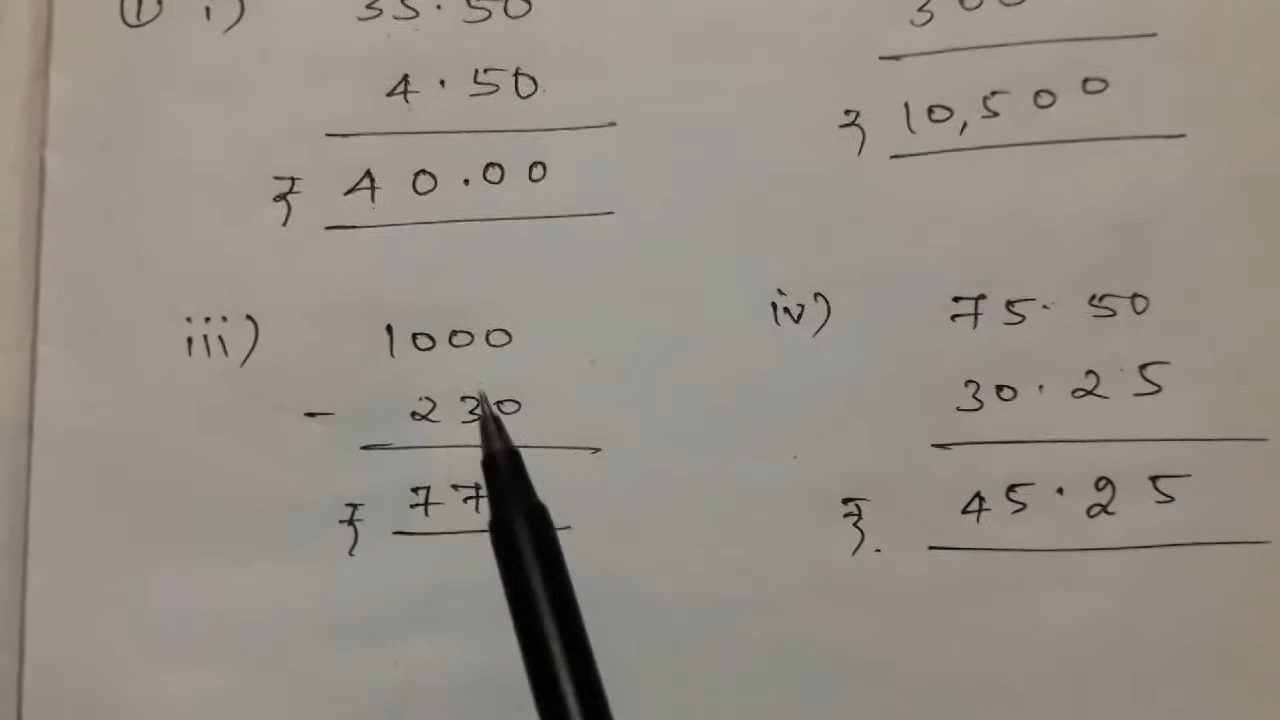 ① i) 35.50
4.50
₹ 40.00
300
₹ 10,500
iii) 1000
- 230
₹ 77
iv) 75.50
30.25
₹. 45.25